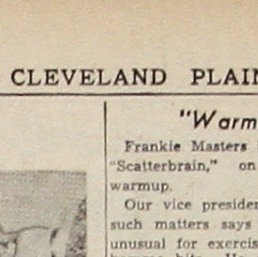 CLEVELAND PLAIN
"Warm
Frankie Masters
"Scatterbrain," on
warmup.
Our vice presiden
such matters says
unusual for exercis